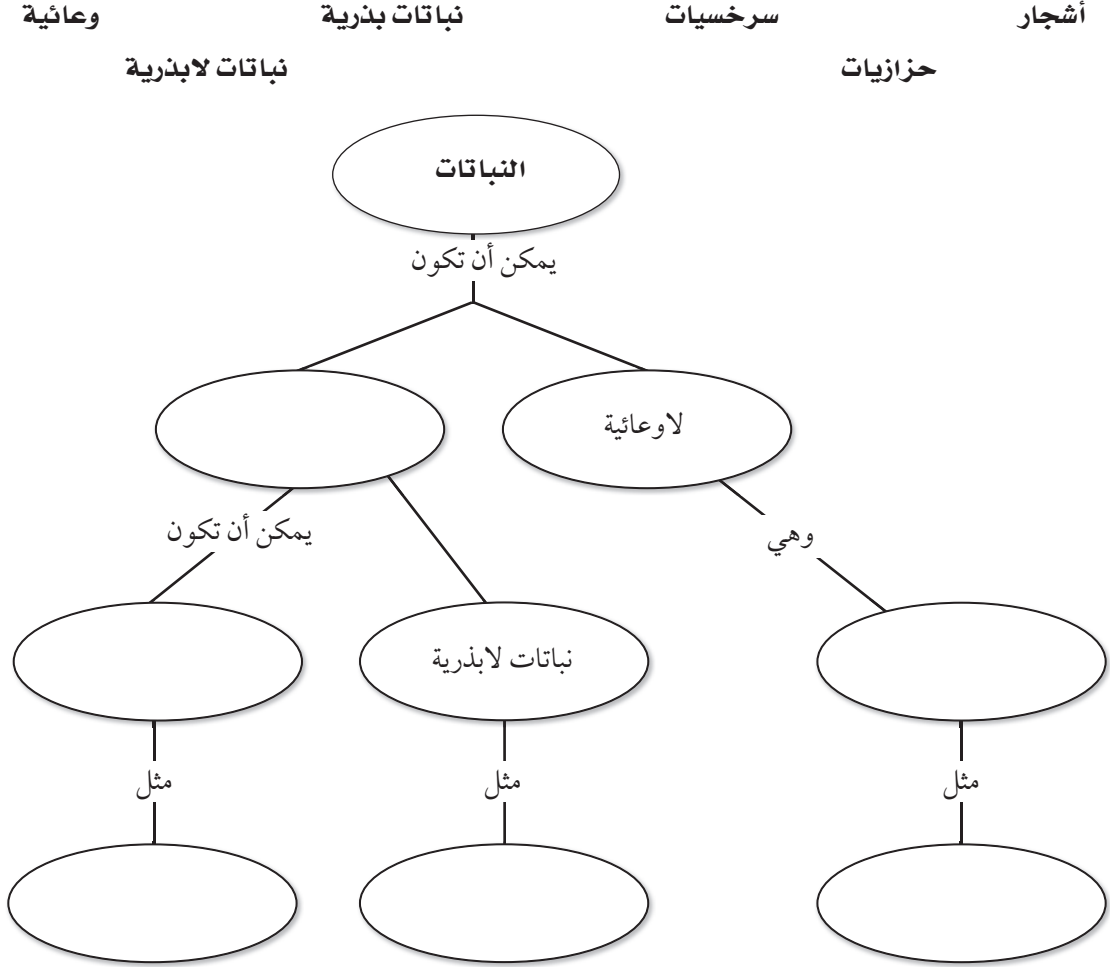 أشجار سرخسيات نباتات بذرية وعائية
حزازيات نباتات لابذرية
النباتات
يمكن أن تكون
لاوعائية
وهي
يمكن أن تكون
نباتات لابذرية
مثل مثل مثل